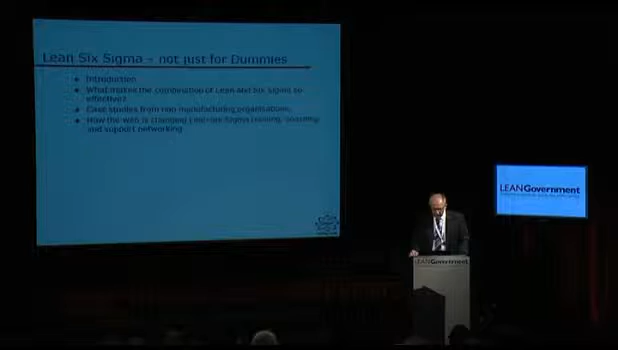 Lean Six Sigma – not just for Dummies
Introduction
What makes the combination of Lean and Six Sigma so
effective?
Case studies from non-manufacturing organisations.
How the web is changing Lean Six Sigma training, coaching
and support networking
LEANGovernment
LEANGovernment